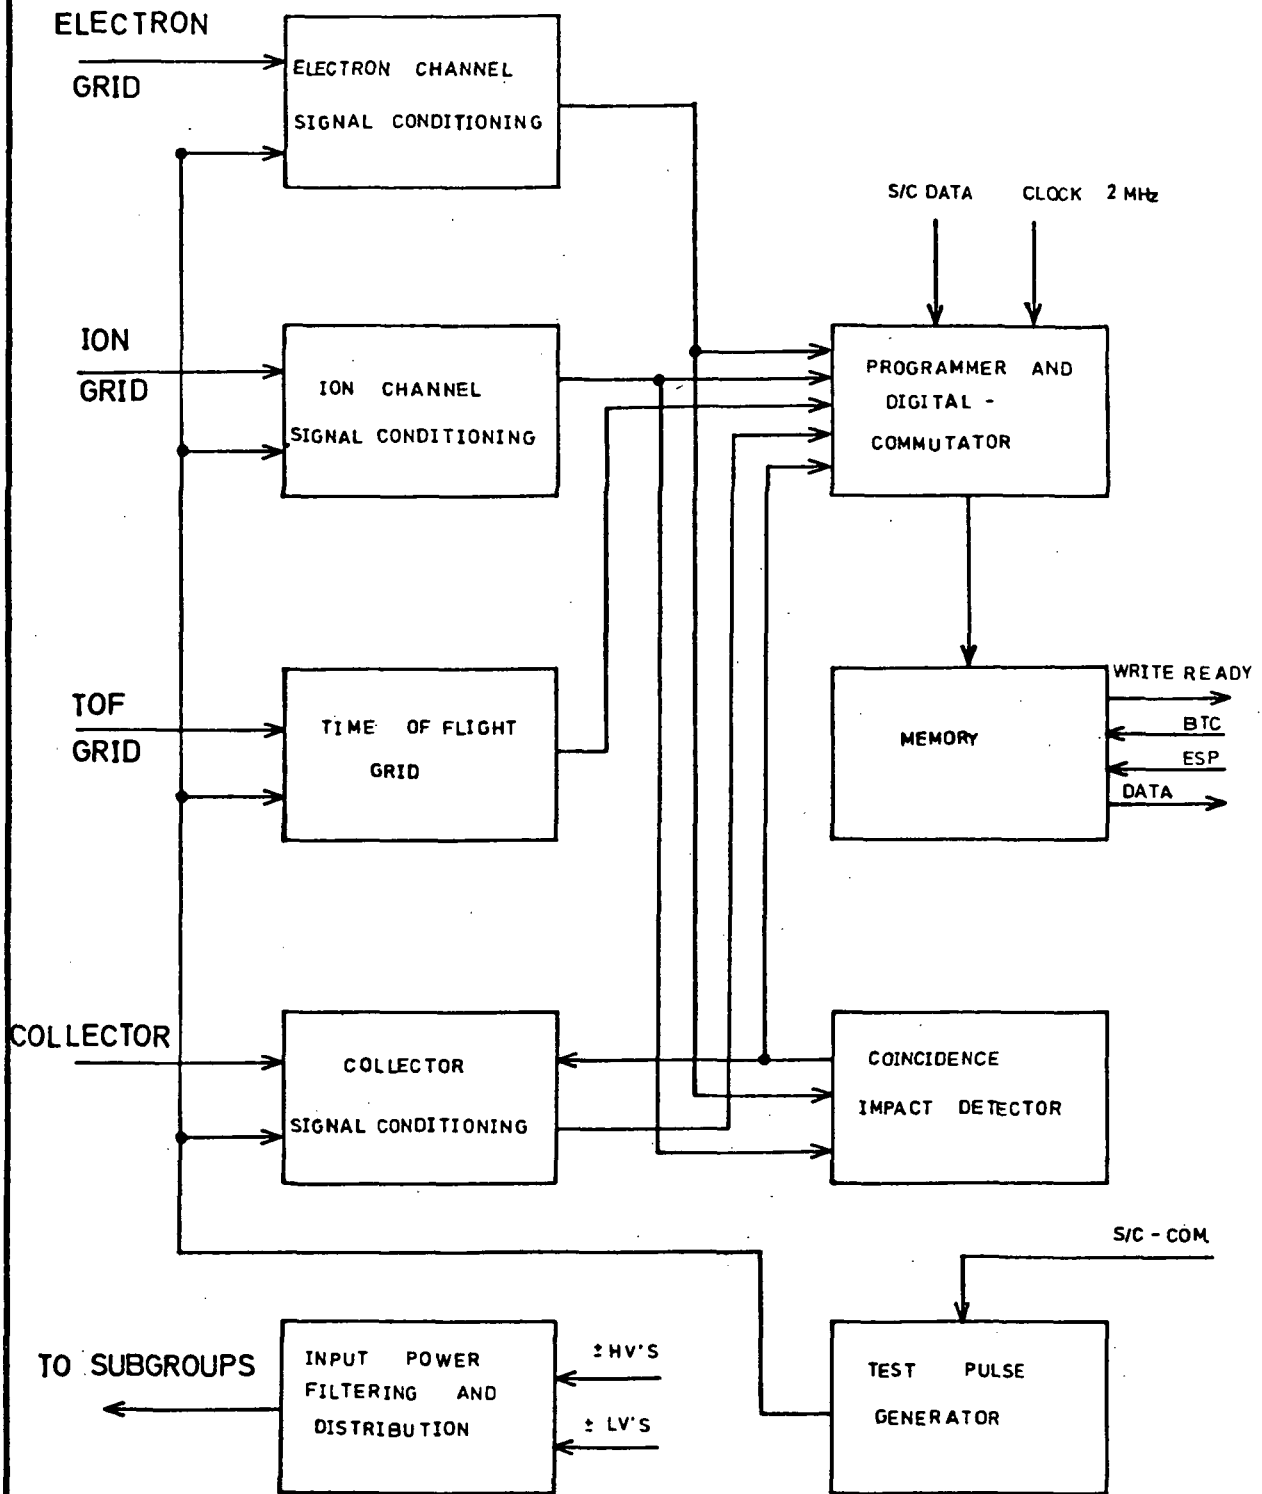 ELECTRON
GRID
ELECTRON CHANNEL
SIGNAL CONDITIONING
S/C DATA
CLOCK 2 MHz
ION
GRID
ION CHANNEL
SIGNAL CONDITIONING
PROGRAMMER AND
DIGITAL -
COMMUTATOR
TOF
GRID
TIME OF FLIGHT
GRID
MEMORY
WRITE READY
BTC
ESP
DATA
COLLECTOR
COLLECTOR
SIGNAL CONDITIONING
COINCIDENCE
IMPACT DETECTOR
S/C - COM.
TO SUBGROUPS
INPUT POWER
FILTERING AND
DISTRIBUTION
± HV'S
± LV'S
TEST PULSE
GENERATOR